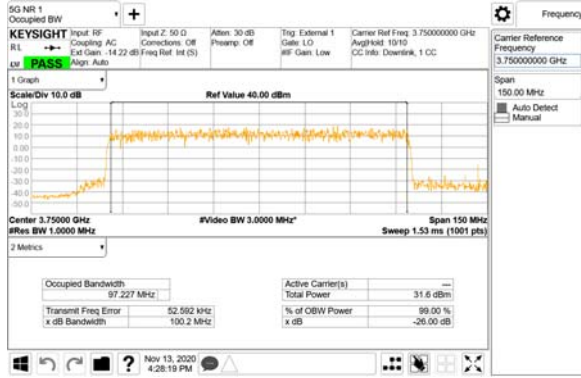 5G NR 1
Occupied BW
Frequency
KEYSIGHT
RL
PASS
Input: RF
Coupling: AC
Ext Gain: -14.22 dB
Align: Auto
Input Z: 50 Ω
Corrections: Off
Freq Ref: Int (S)
Atten: 30 dB
Preamp: Off
Trig: External 1
Gate: LO
#IF Gain: Low
Carrier Ref Freq: 3.750000000 GHz
Avg|Hold: 10/10
CC Info: Downlink, 1 CC
Carrier Reference
Frequency
3.750000000 GHz
Span
150.00 MHz
Auto Detect
Manual
1 Graph
Scale/Div 10.0 dB
Ref Value 40.00 dBm
Log
30.0
20.0
10.0
0.00
-10.0
-20.0
-30.0
-40.0
-50.0
Center 3.75000 GHz
#Video BW 3.0000 MHz*
Span 150 MHz
#Res BW 1.0000 MHz
Sweep 1.53 ms (1001 pts)
2 Metrics
Occupied Bandwidth
97.227 MHz
Active Carrier(s)
---
Total Power
31.6 dBm
Transmit Freq Error
52.592 kHz
% of OBW Power
99.00 %
x dB Bandwidth
100.2 MHz
x dB
-26.00 dB
Nov 13, 2020
4:28:19 PM